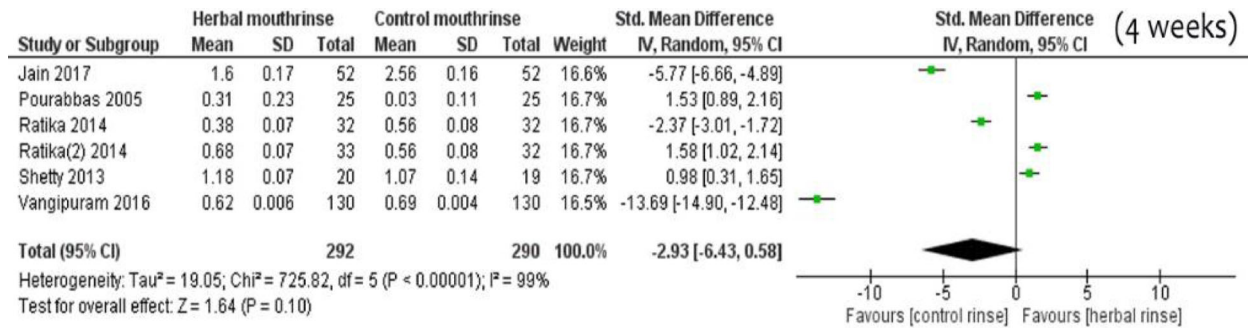 Herbal mouthrinse Control mouthrinse Std. Mean Difference Std. Mean Difference (4 weeks)
Study or Subgroup Mean SD Total Mean SD Total Weight IV, Random, 95% CI IV, Random, 95% CI
Jain 2017 1.6 0.17 52 2.56 0.16 52 16.6% -5.77 [-6.66, -4.89]
Pourabbas 2005 0.31 0.23 25 0.03 0.11 25 16.7% 1.53 [0.89, 2.16]
Ratika 2014 0.38 0.07 32 0.56 0.08 32 16.7% -2.37 [-3.01, -1.72]
Ratika(2) 2014 0.68 0.07 33 0.56 0.08 32 16.7% 1.58 [1.02, 2.14]
Shetty 2013 1.18 0.07 20 1.07 0.14 19 16.7% 0.98 [0.31, 1.65]
Vangipuram 2016 0.62 0.006 130 0.69 0.004 130 16.5% -13.69 [-14.90, -12.48]
Total (95% CI) 292 290 100.0% -2.93 [-6.43, 0.58]
Heterogeneity: Tau² = 19.05; Chi² = 725.82, df = 5 (P < 0.00001); I² = 99%
Test for overall effect: Z = 1.64 (P = 0.10)
-10 -5 0 5 10
Favours [control rinse] Favours [herbal rinse]